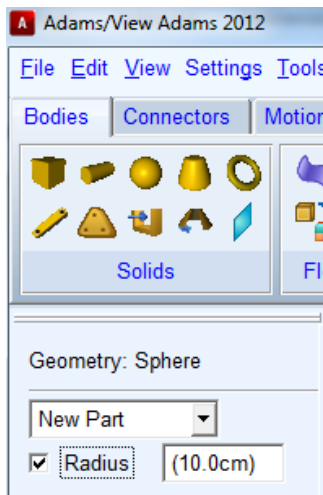 Adams/View Adams 2012
File Edit View Settings Tools
Bodies Connectors Motion
Solids Fl
Geometry: Sphere
New Part
Radius (10.0cm)